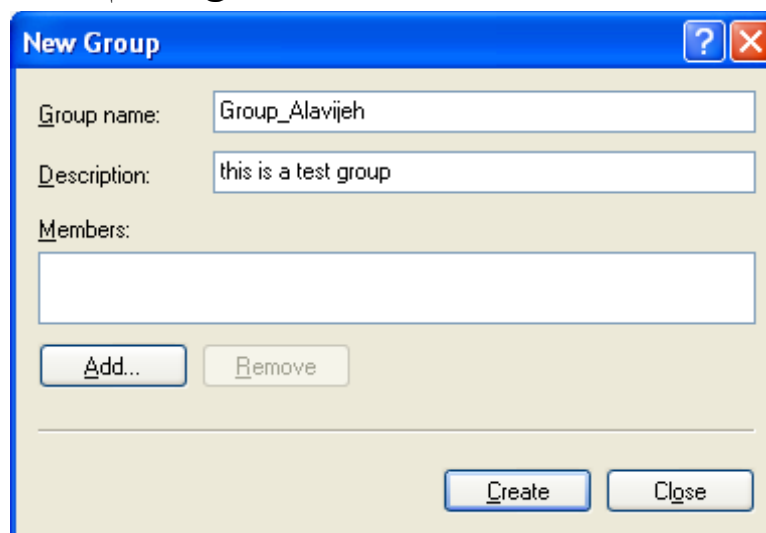 New Group
Group name: Group_Alavijeh
Description: this is a test group
Members:
Add... Remove
Create Close